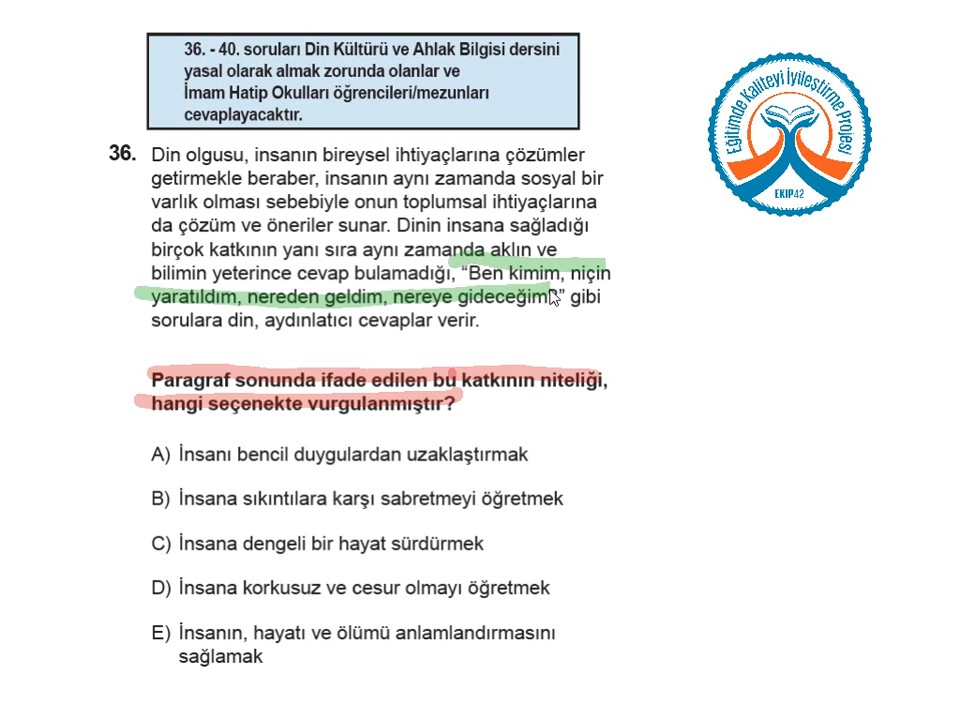 36. - 40. soruları Din Kültürü ve Ahlak Bilgisi dersini
yasal olarak almak zorunda olanlar ve
İmam Hatip Okulları öğrencileri/mezunları
cevaplayacaktır.
Eğitimde Kaliteyi İyileştirme Projesi
EKIP42
36. Din olgusu, insanın bireysel ihtiyaçlarına çözümler
getirmekle beraber, insanın aynı zamanda sosyal bir
varlık olması sebebiyle onun toplumsal ihtiyaçlarına
da çözüm ve öneriler sunar. Dinin insana sağladığı
birçok katkının yanı sıra aynı zamanda aklın ve
bilimin yeterince cevap bulamadığı, “Ben kimim, niçin
yaratıldım, nereden geldim, nereye gideceğim?” gibi
sorulara din, aydınlatıcı cevaplar verir.
Paragraf sonunda ifade edilen bu katkının niteliği,
hangi seçenekte vurgulanmıştır?
A) İnsanı bencil duygulardan uzaklaştırmak
B) İnsana sıkıntılara karşı sabretmeyi öğretmek
C) İnsana dengeli bir hayat sürdürmek
D) İnsana korkusuz ve cesur olmayı öğretmek
E) İnsanın, hayatı ve ölümü anlamlandırmasını
sağlamak